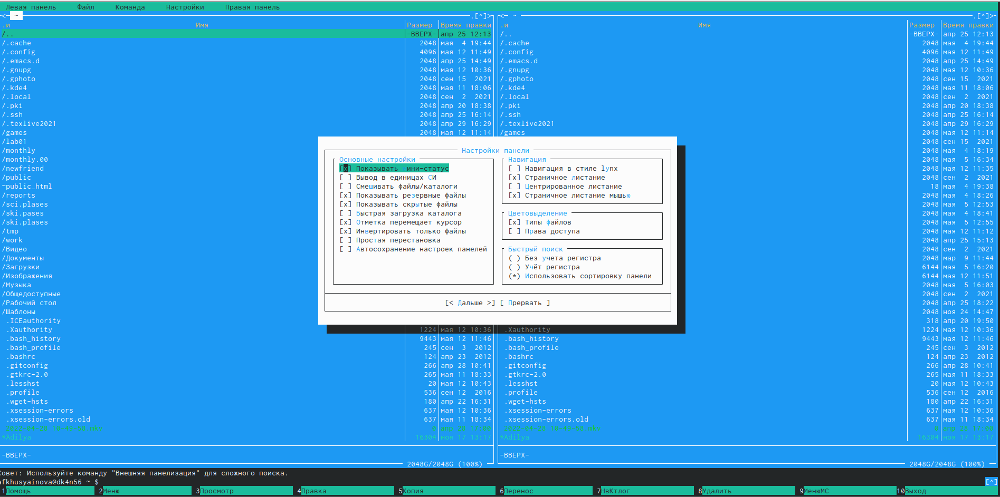 Левая панель Файл Команда Настройки Правая панель
<- ~ .[^]> <- ~ .[^]>
.и Имя Размер Время правки .и Имя Размер Время правки
/.. -ВВЕРХ- апр 25 12:13 /.. -ВВЕРХ- апр 25 12:13
/.cache 2048 мая 4 19:44 /.cache 2048 мая 4 19:44
/.config 4096 мая 12 11:49 /.config 4096 мая 12 11:49
/.emacs.d 2048 апр 25 14:49 /.emacs.d 2048 апр 25 14:49
/.gnupg 2048 мая 12 10:36 /.gnupg 2048 мая 12 10:36
/.gphoto 2048 сен 15 2021 /.gphoto 2048 сен 15 2021
/.kde4 2048 мая 11 18:06 /.kde4 2048 мая 11 18:06
/.local 2048 сен 2 2021 /.local 2048 сен 2 2021
/.pki 2048 апр 20 18:38 /.pki 2048 апр 20 18:38
/.ssh 2048 апр 25 16:14 /.ssh 2048 апр 25 16:14
/.texlive2021 2048 апр 29 16:29 /.texlive2021 2048 апр 29 16:29
/games 2048 мая 12 11:14 /games 2048 мая 12 11:14
/lab01 2048 сен 15 2021
/monthly Настройки панели 2048 мая 4 18:19
/monthly.00 Основные настройки Навигация 2048 мая 5 16:34
/newfriend [x] Показывать мини-статус [ ] Навигация в стиле lynx 2048 мая 12 11:35
/public [ ] Вывод в единицах СИ [x] Страничное листание 2048 сен 2 2021
~public_html [ ] Смешивать файлы/каталоги [ ] Центрированное листание 18 мая 4 19:38
/reports [x] Показывать резервные файлы [x] Страничное листание мышью 2048 мая 4 18:26
/sci.plases [x] Показывать скрытые файлы 2048 мая 5 12:53
/ski.pases [ ] Быстрая загрузка каталога Цветовыделение 2048 мая 4 18:41
/ski.plases [x] Отметка перемещает курсор [x] Типы файлов 2048 мая 5 12:55
/tmp [x] Инвертировать только файлы [ ] Права доступа 2048 мая 12 11:12
/work [ ] Простая перестановка 2048 апр 25 15:13
/Видео [ ] Автосохранение настроек панелей Быстрый поиск 2048 сен 2 2021
/Документы ( ) Без учета регистра 2048 мар 9 11:44
/Загрузки ( ) Учёт регистра 6144 мая 5 16:20
/Изображения (*) Использовать сортировку панели 6144 мая 12 11:51
/Музыка 2048 мая 5 16:03
/Общедоступные 2048 сен 2 2021
/Рабочий стол [< Дальше >] [ Прервать ] 2048 апр 25 18:22
/Шаблоны 2048 ноя 24 14:47
.ICEauthority 318 апр 20 19:50
.Xauthority 1224 мая 12 10:36 .Xauthority 1224 мая 12 10:36
.bash_history 9443 мая 12 11:46 .bash_history 9443 мая 12 11:46
.bash_profile 245 сен 3 2012 .bash_profile 245 сен 3 2012
.bashrc 124 апр 23 2012 .bashrc 124 апр 23 2012
.gitconfig 266 апр 28 10:41 .gitconfig 266 апр 28 10:41
.gtkrc-2.0 265 мая 11 18:33 .gtkrc-2.0 265 мая 11 18:33
.lesshst 20 мая 12 10:43 .lesshst 20 мая 12 10:43
.profile 536 сен 12 2016 .profile 536 сен 12 2016
.wget-hsts 180 апр 22 16:31 .wget-hsts 180 апр 22 16:31
.xsession-errors 637 мая 12 10:36 .xsession-errors 637 мая 12 10:36
.xsession-errors.old 637 мая 11 18:34 .xsession-errors.old 637 мая 11 18:34
2022-04-28 16-49-58.mkv 0 апр 28 17:00 2022-04-28 16-49-58.mkv 0 апр 28 17:00
*Adilya 16304 ноя 17 13:17 *Adilya 16304 ноя 17 13:17
-ВВЕРХ- -ВВЕРХ-
2048G/2048G (100%) 2048G/2048G (100%)
Совет: Используйте команду "Внешняя панелизация" для сложного поиска.
afkhusyainova@dk4n56 ~ $ [^]
1Помощь 2Меню 3Просмотр 4Правка 5Копия 6Перенос 7НвКтлог 8Удалить 9МенюМС 10Выход